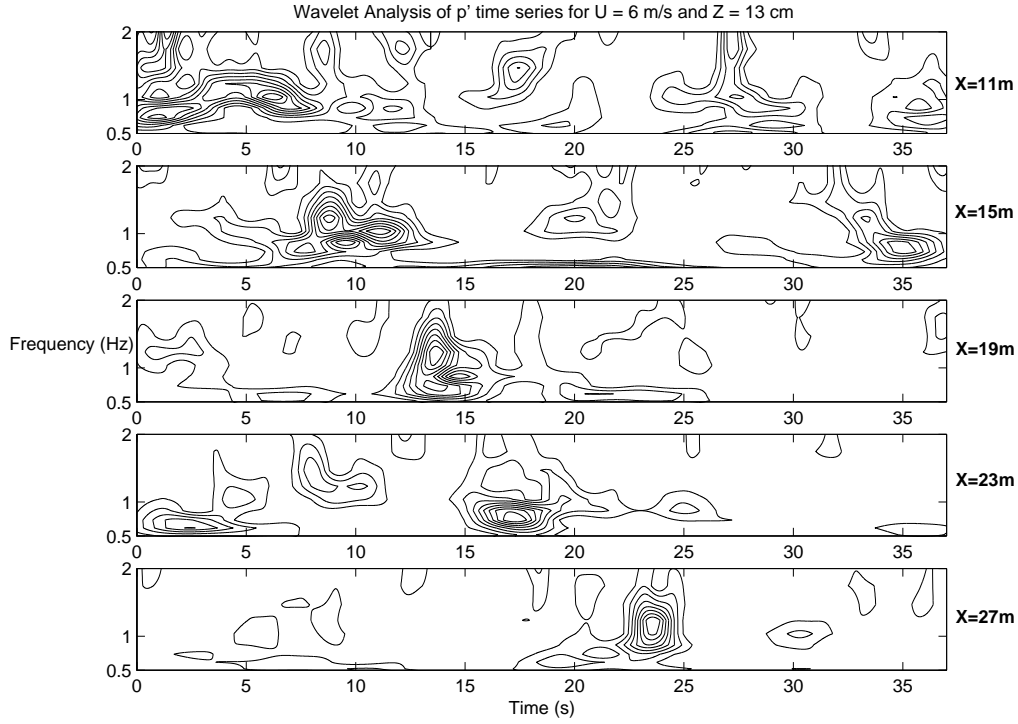 Wavelet Analysis of p' time series for U = 6 m/s and Z = 13 cm
2
1
0.5
0 5 10 15 20 25 30 35
X=11m
2
1
0.5
0 5 10 15 20 25 30 35
X=15m
2
Frequency (Hz)
1
0.5
0 5 10 15 20 25 30 35
X=19m
2
1
0.5
0 5 10 15 20 25 30 35
X=23m
2
1
0.5
0 5 10 15 20 25 30 35
X=27m
Time (s)